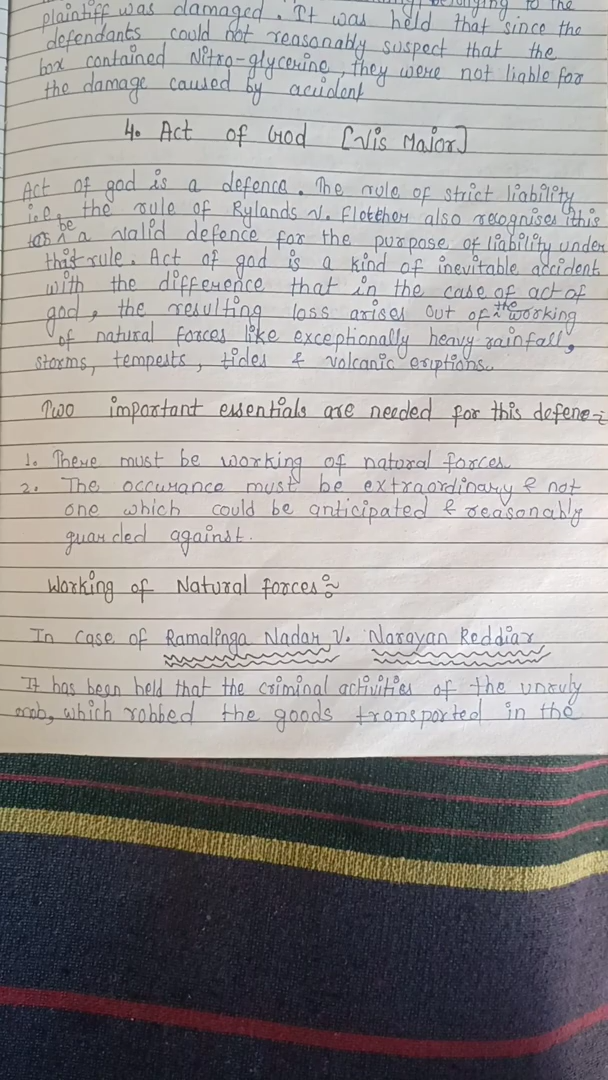 belonging to the
plaintiff was damaged. It was held that since the
defendants could not reasonably suspect that the
box contained Nitro-glycerine, they were not liable for
the damage caused by acident
4. Act of God [Vis Major]
Act of god is a defence. The rule of strict liability
i.e, the rule of Rylands v. Fletcher also recognises this
to be a valid defence for the purpose of liability under
that rule. Act of god is a kind of inevitable accident
with the difference that in the case of act of
god, the resulting loss arises out of the working
of natural forces like exceptionally heavy rainfall,
storms, tempests, tides & volcanic eriptions.
Two important essentials are needed for this defence:
1. There must be working of natural forces
2. The occurance must be extraordinary & not
one which could be anticipated & reasonably
guarded against.
Working of Natural forces:
In case of Ramalinga Nadar V. Narayan Reddiar
It has been held that the criminal activities of the unruly
mob, which robbed the goods transported in the